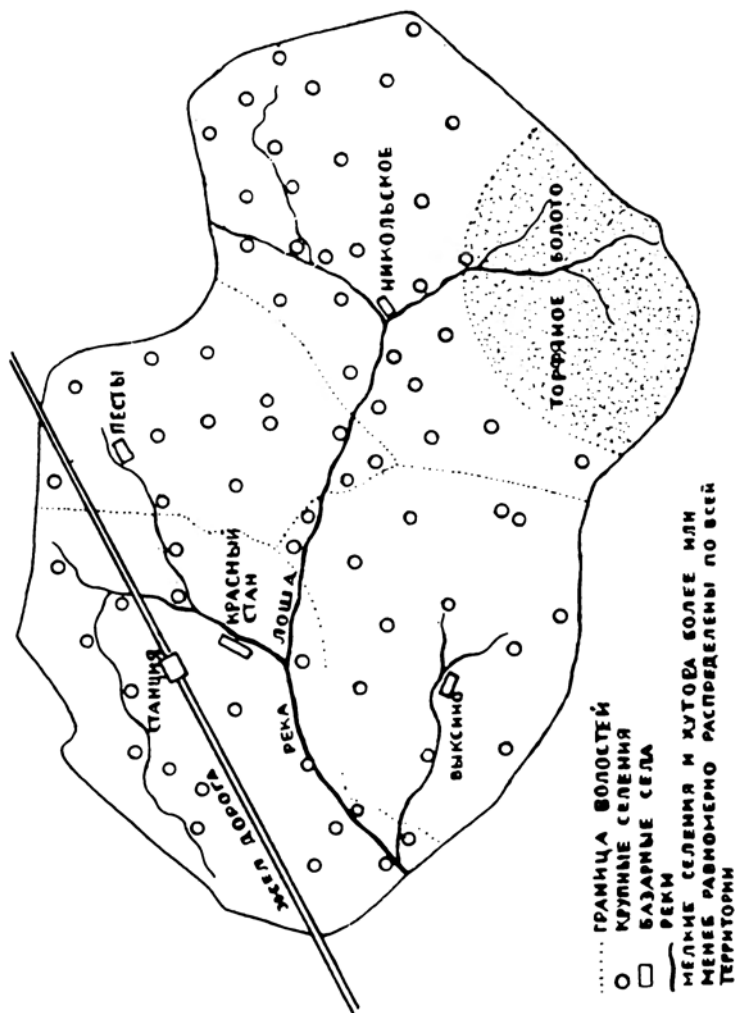 ЖЕЛ ДОРОГА
СТАНЦИЯ
ПЕСТЫ
КРАСНЫЙ
СТАН
РЕКА
ЛОША
ВЫКСИНО
НИКОЛЬСКОЕ
ТОРФЯНОЕ
БОЛОТО
ГРАНИЦА ВОЛОСТЕЙ
КРУПНЫЕ СЕЛЕНИЯ
БАЗАРНЫЕ СЕЛА
РЕКИ
МЕЛКИЕ СЕЛЕНИЯ И ХУТОРА БОЛЕЕ ИЛИ
МЕНЕЕ РАВНОМЕРНО РАСПРЕДЕЛЕНЫ ПО ВСЕЙ
ТЕРРИТОРИИ